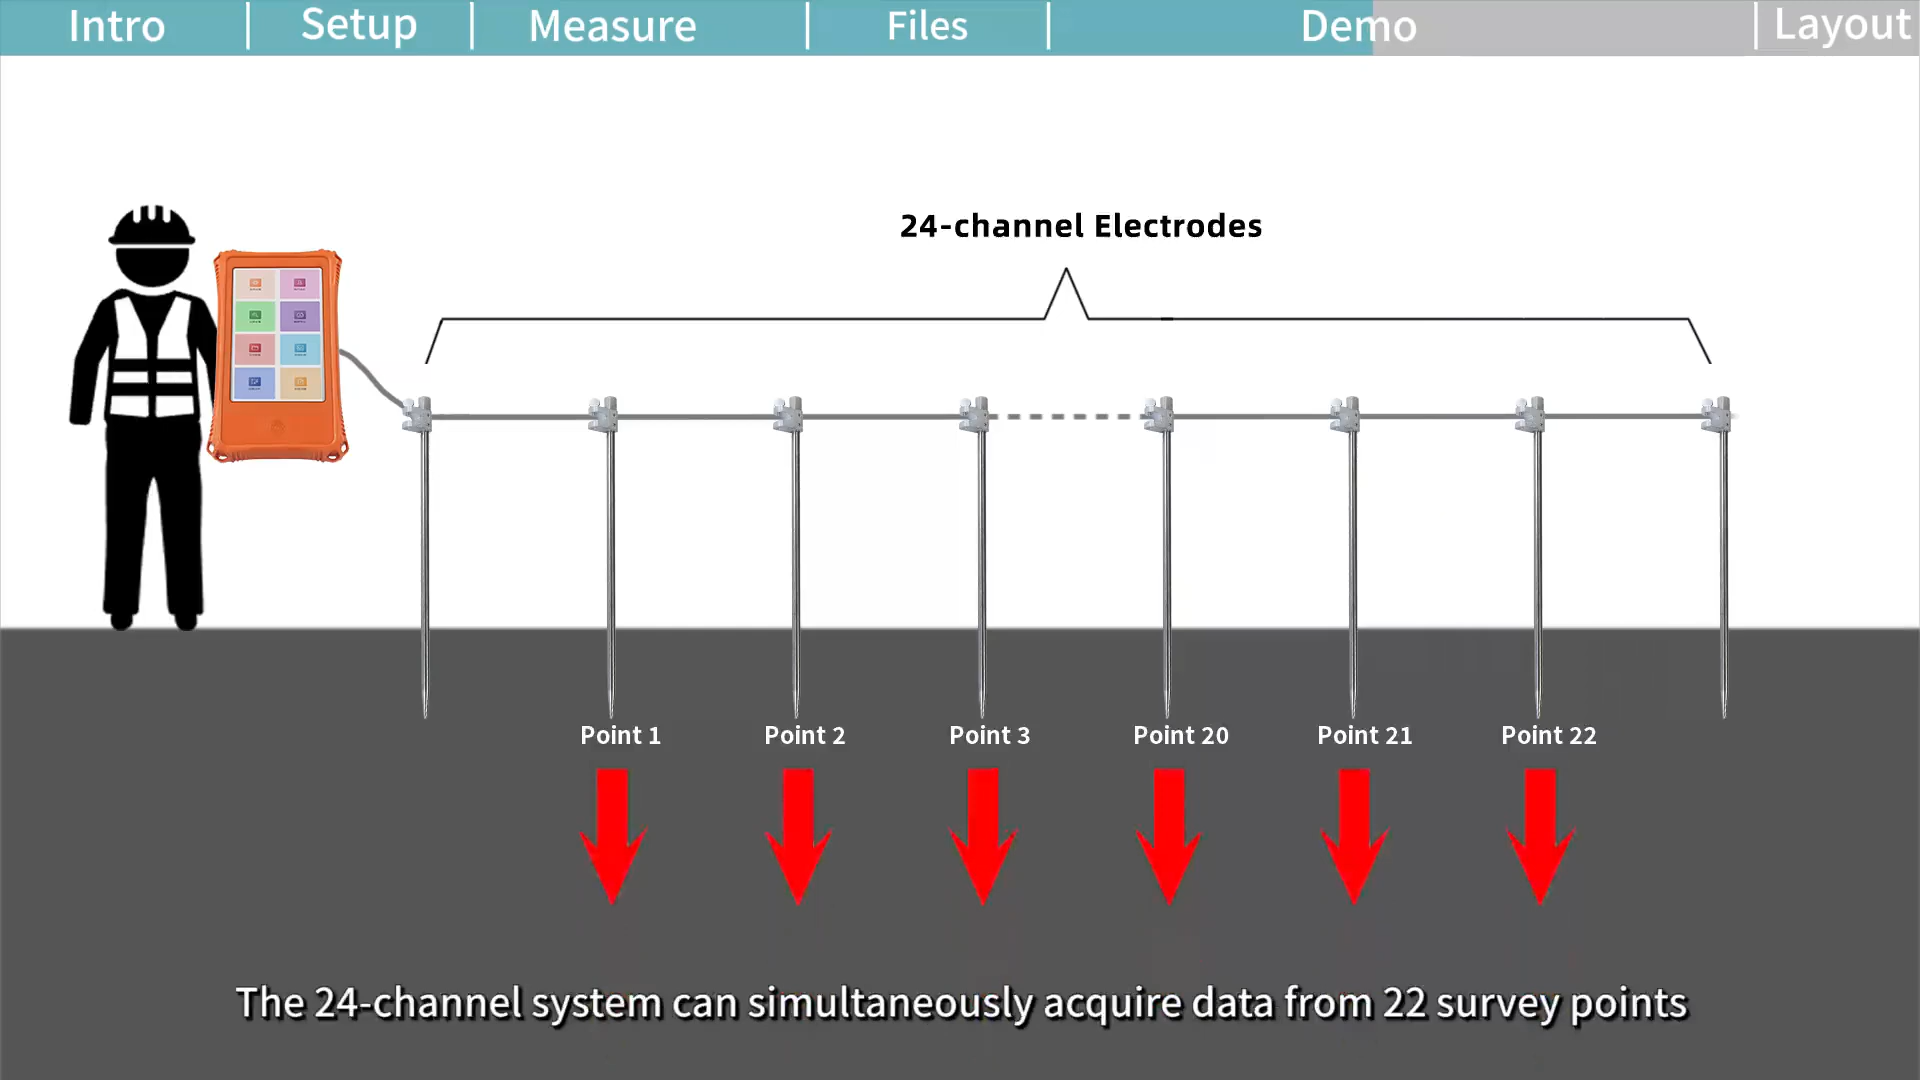 Intro
Setup
Measure
Files
Demo
Layout
24-channel Electrodes
Point 1
Point 2
Point 3
Point 20
Point 21
Point 22
The 24-channel system can simultaneously acquire data from 22 survey points